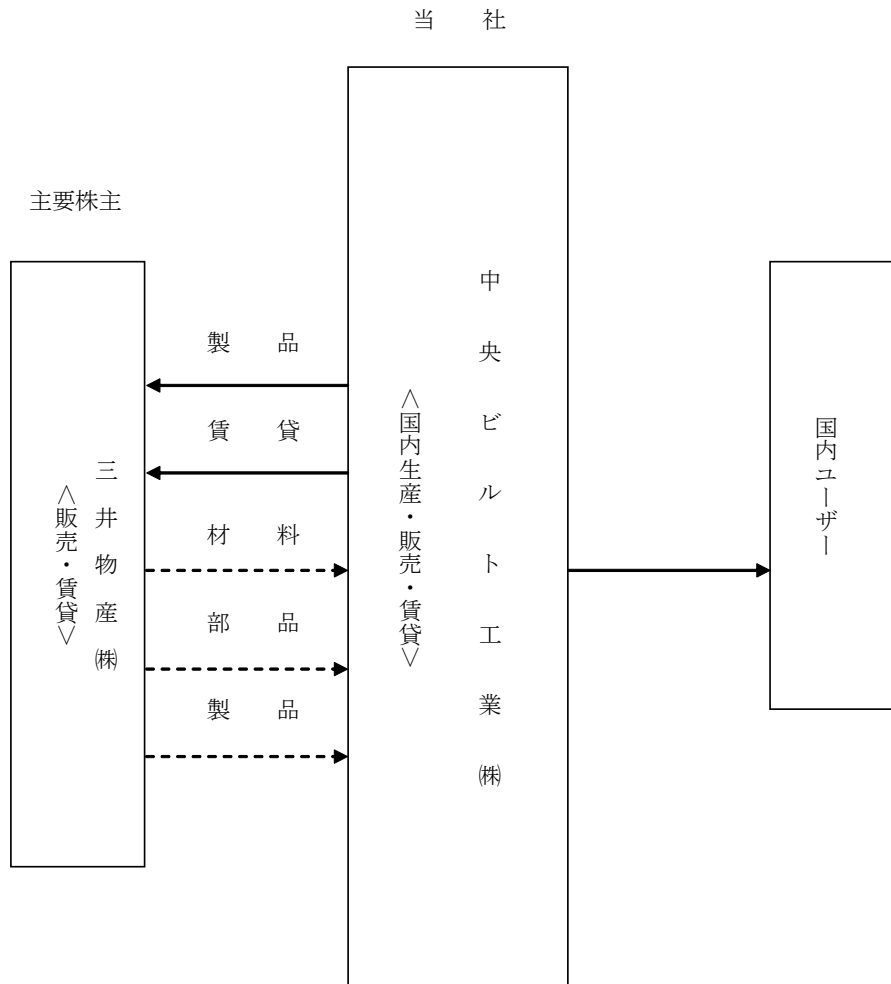 当 社
主要株主
三井物産㈱
<販売・賃貸>
製 品
賃 貸
材 料
部 品
製 品
中央ビルト工業㈱
<国内生産・販売・賃貸>
国内ユーザー